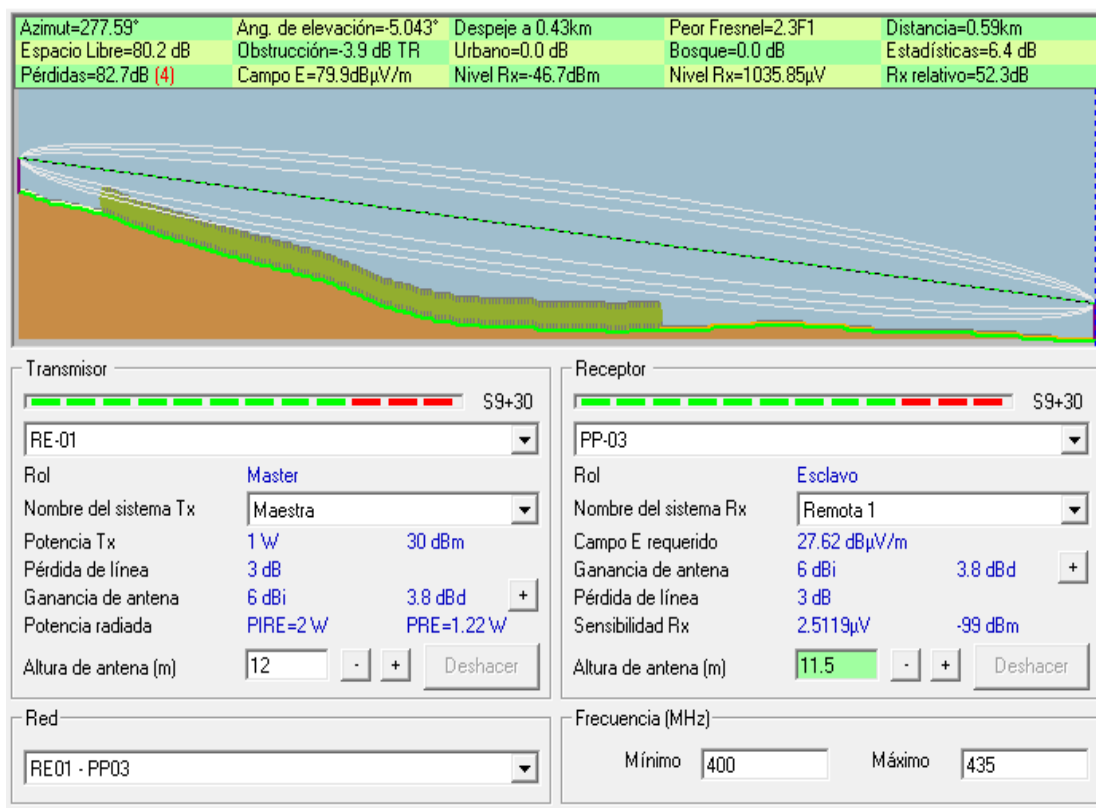 Azimut=277.59° Ang. de elevación=-5.043° Despeje a 0.43km Peor Fresnel=2.3F1 Distancia=0.59km
Espacio Libre=80.2 dB Obstrucción=-3.9 dB TR Urbano=0.0 dB Bosque=0.0 dB Estadísticas=6.4 dB
Pérdidas=82.7dB (4) Campo E=79.9dBµV/m Nivel Rx=-46.7dBm Nivel Rx=1035.85µV Rx relativo=52.3dB
Transmisor
S9+30
RE-01
Rol Master
Nombre del sistema Tx Maestra
Potencia Tx 1 W 30 dBm
Pérdida de línea 3 dB
Ganancia de antena 6 dBi 3.8 dBd +
Potencia radiada PIRE=2 W PRE=1.22 W
Altura de antena (m) 12 - + Deshacer
Receptor
S9+30
PP-03
Rol Esclavo
Nombre del sistema Rx Remota 1
Campo E requerido 27.62 dBµV/m
Ganancia de antena 6 dBi 3.8 dBd +
Pérdida de línea 3 dB
Sensibilidad Rx 2.5119µV -99 dBm
Altura de antena (m) 11.5 - + Deshacer
Red
RE01 - PP03
Frecuencia (MHz)
Mínimo 400 Máximo 435